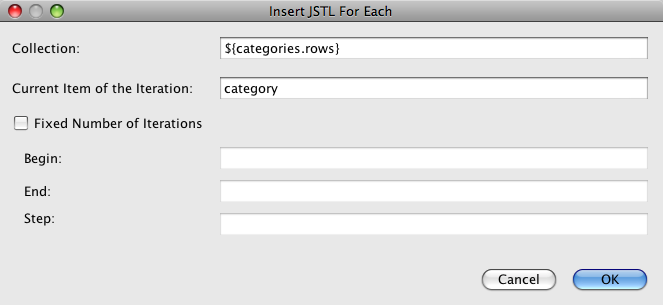 Insert JSTL For Each
Collection: ${categories.rows}
Current Item of the Iteration: category
Fixed Number of Iterations
Begin:
End:
Step:
Cancel OK